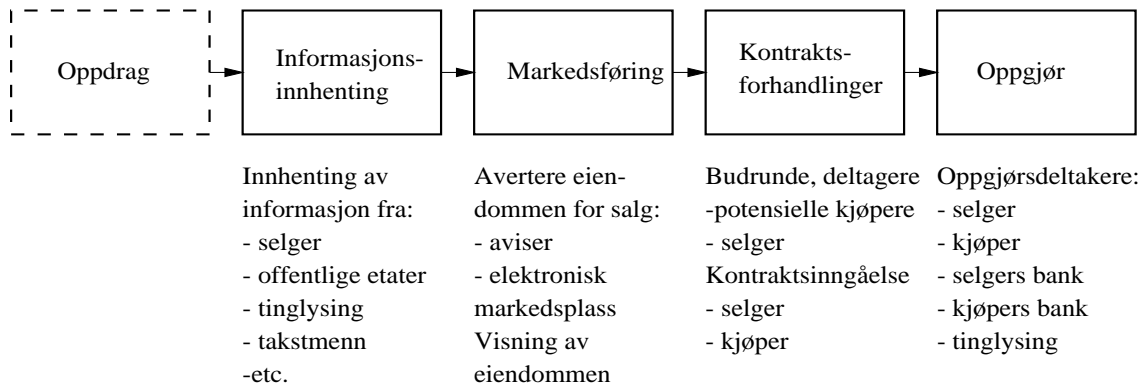 Oppdrag
Informasjons-
innhenting
Markedsføring
Kontrakts-
forhandlinger
Oppgjør
Innhenting av
informasjon fra:
- selger
- offentlige etater
- tinglysing
- takstmenn
-etc.
Avertere eien-
dommen for salg:
- aviser
- elektronisk
markedsplass
Visning av
eiendommen
Budrunde, deltagere
-potensielle kjøpere
- selger
Kontraktsinngåelse
- selger
- kjøper
Oppgjørsdeltakere:
- selger
- kjøper
- selgers bank
- kjøpers bank
- tinglysing